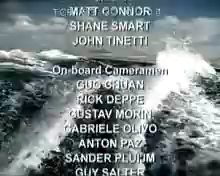 MATT CONNOR
SHANE SMART
JOHN TINETTI
On-board Cameramen
GUO CHUAN
RICK DEPPE
GUSTAV MORIN
GABRIELE OLIVO
ANTON PAZ
SANDER PLUIJM
GUY SALTER